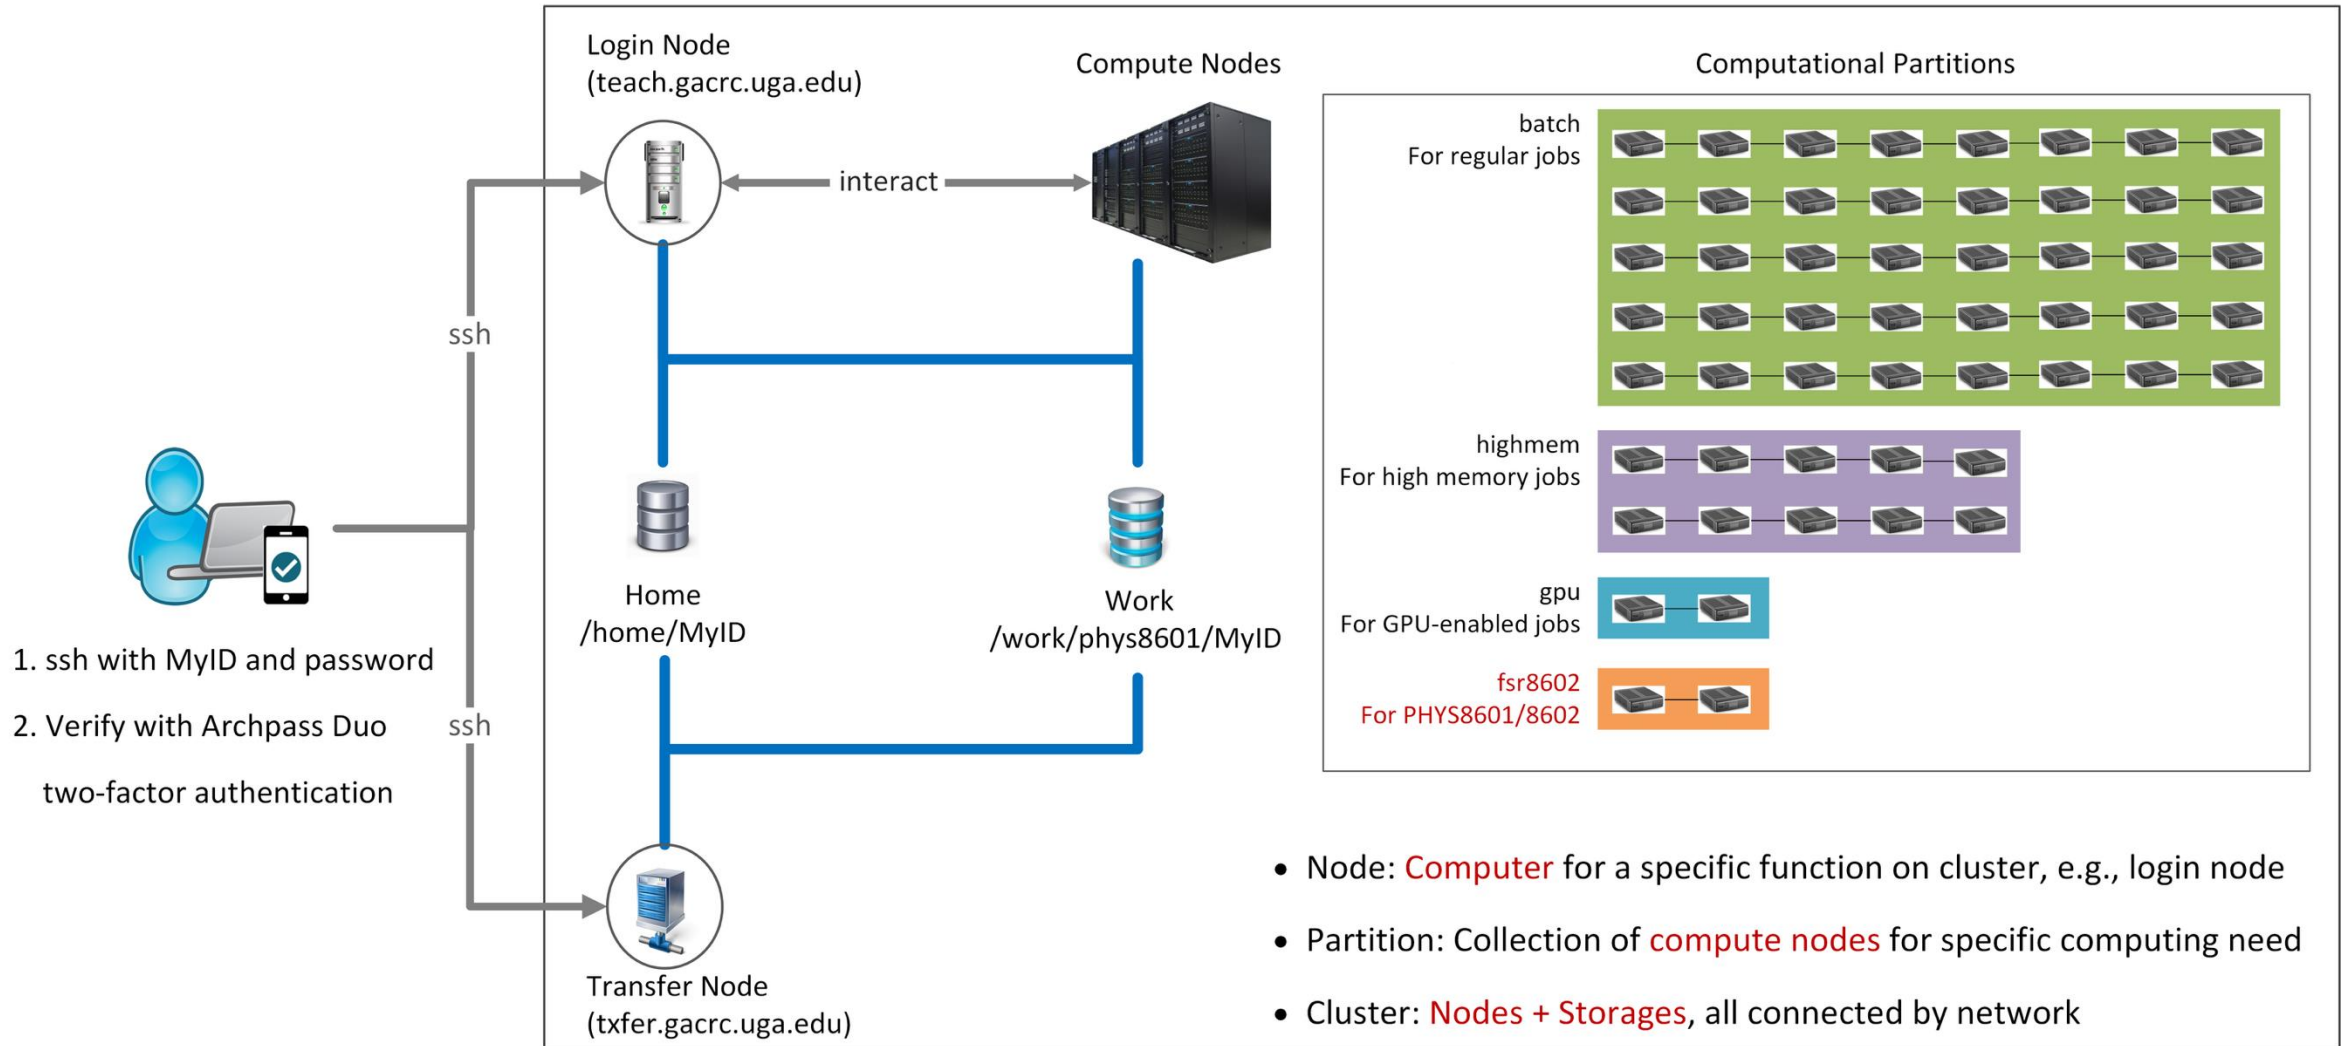 Login Node
(teach.gacrc.uga.edu)
Compute Nodes
Computational Partitions
interact
batch
For regular jobs
highmem
For high memory jobs
gpu
For GPU-enabled jobs
fsr8602
For PHYS8601/8602
ssh
ssh
1. ssh with MyID and password
2. Verify with Archpass Duo
two-factor authentication
Home
/home/MyID
Work
/work/phys8601/MyID
Transfer Node
(txfer.gacrc.uga.edu)
• Node: Computer for a specific function on cluster, e.g., login node
• Partition: Collection of compute nodes for specific computing need
• Cluster: Nodes + Storages, all connected by network